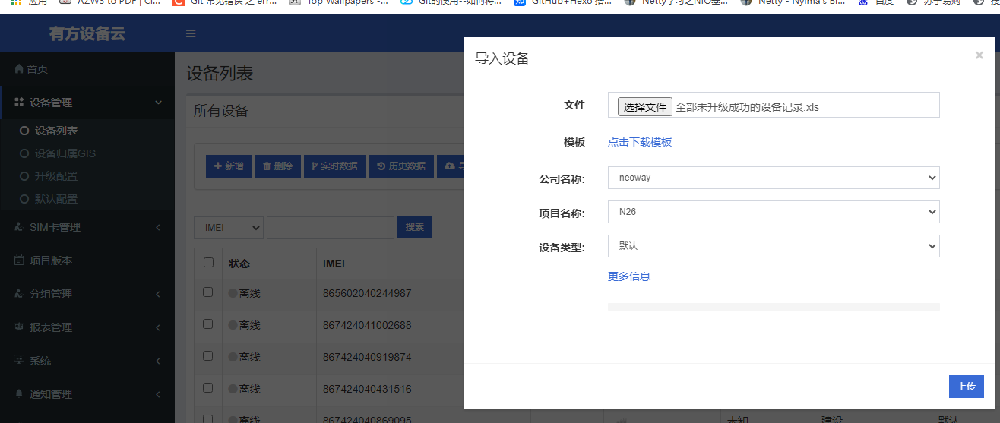 应用 AZW3 to PDF | Cl... Git 常见错误 之 err... Top Wallpapers -... Git的使用--如何将... GitHub+Hexo 搭... Netty学习之NIO基... Netty - Nyima's Bl... 百度 苏宁易购
有方设备云
导入设备 ×
首页
设备列表
设备管理
所有设备
文件 选择文件 全部未升级成功的设备记录.xls
设备列表
模板 点击下载模板
设备归属GIS
新增 删除 实时数据 历史数据
升级配置
公司名称: neoway
默认配置
项目名称: N26
SIM卡管理
IMEI 搜索
设备类型: 默认
项目版本
状态 IMEI
更多信息
分组管理
离线 865602040244987
报表管理
离线 867424041002688
系统
离线 867424040919874
通知管理
离线 867424040431516
上传
离线 867424040869095 未知 建设 默认